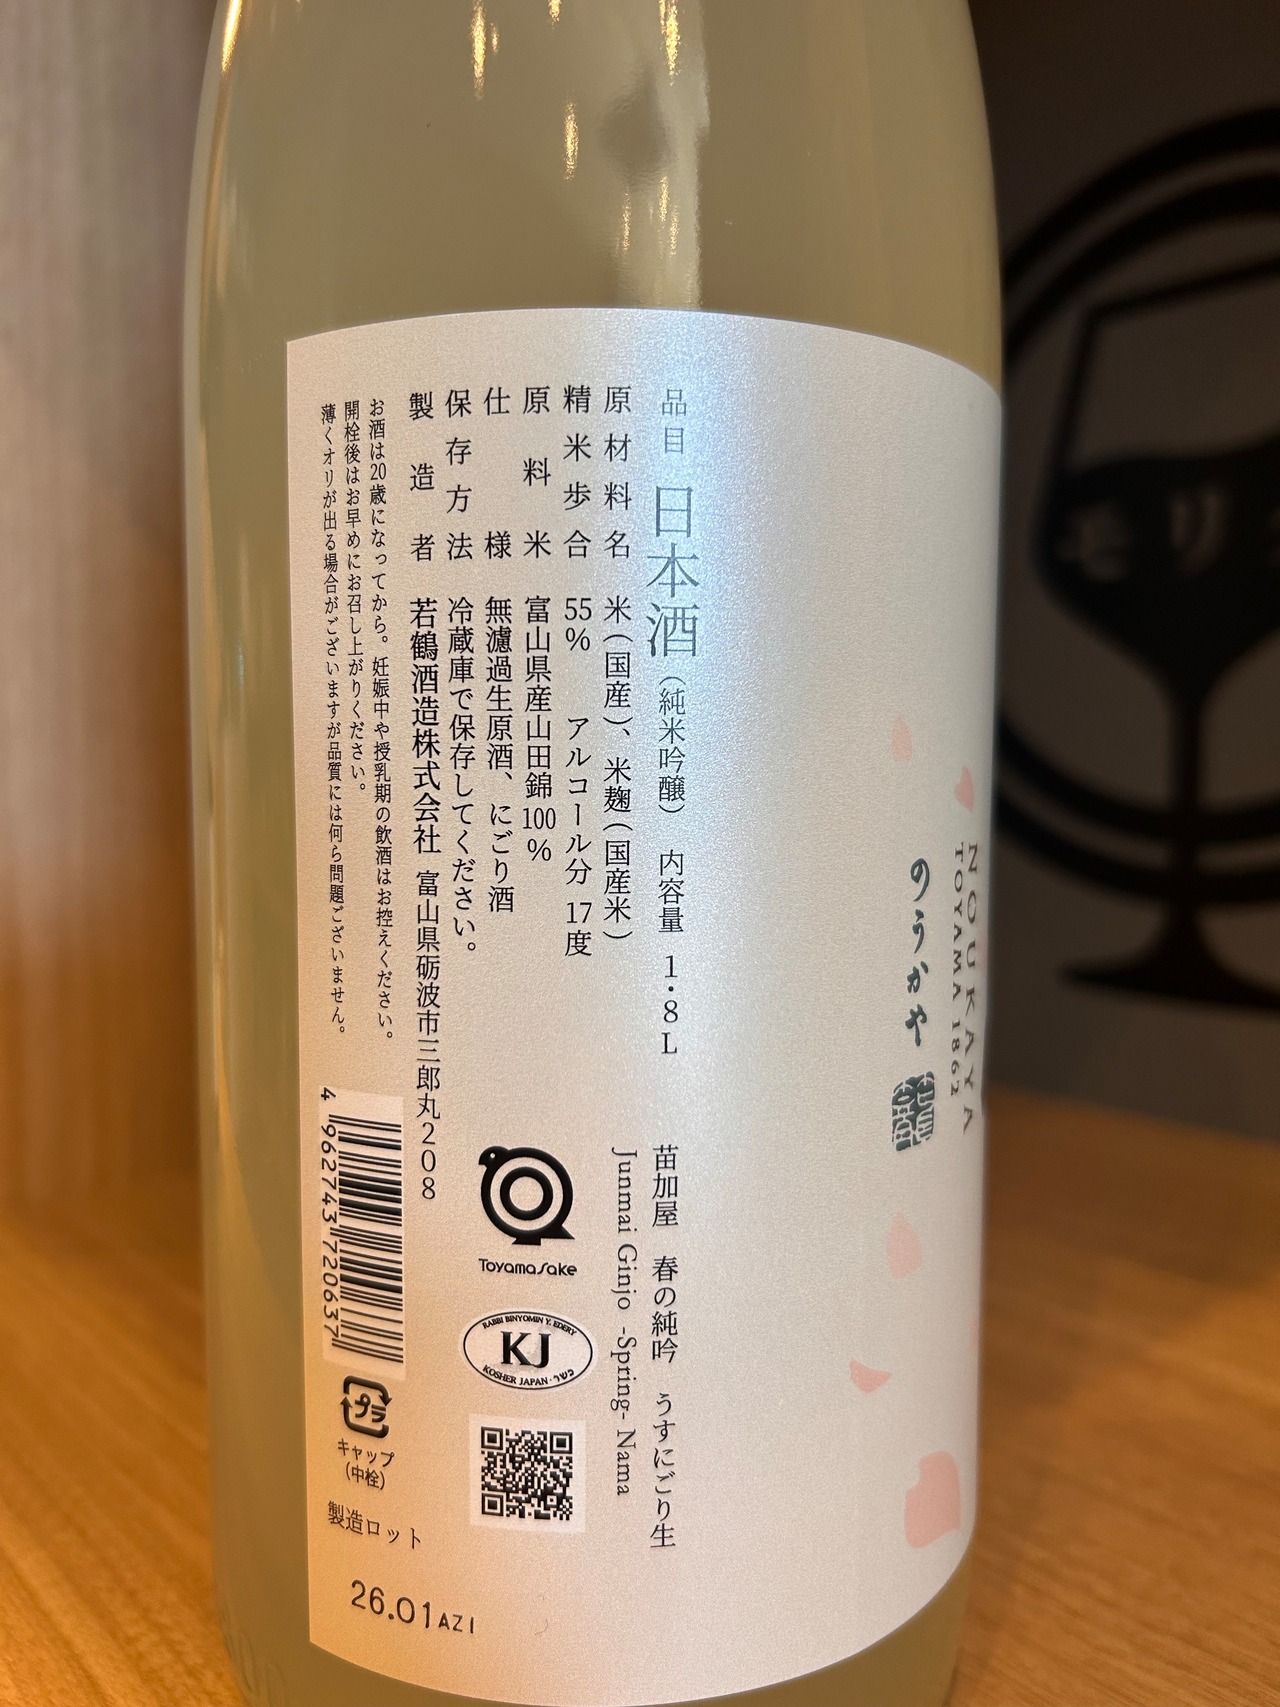 NOUKAYA
TOYAMA 1862
のうかや
品目 日本酒（純米吟醸） 内容量 1.8L
原材料名 米（国産）、米麹（国産米）
精米歩合 55% アルコール分 17度
原料米 富山県産山田錦100%
仕様 無濾過生原酒、にごり酒
保存方法 冷蔵庫で保存してください。
製造者 若鶴酒造株式会社 富山県砺波市三郎丸208
お酒は20歳になってから。妊娠中や授乳期の飲酒はお控えください。
開栓後はお早めにお召し上がりください。
薄くオリが出る場合がございますが品質には何ら問題ございません。
苗加屋 春の純吟 うすにごり生
Junmai Ginjo -Spring- Nama
ToyamaSake
RABBI BINYOMIN Y. EDERY
KJ
KOSHER JAPAN・כשר
4 962743 720637
プラ
キャップ
（中栓）
製造ロット
26.01AZ1
モリ